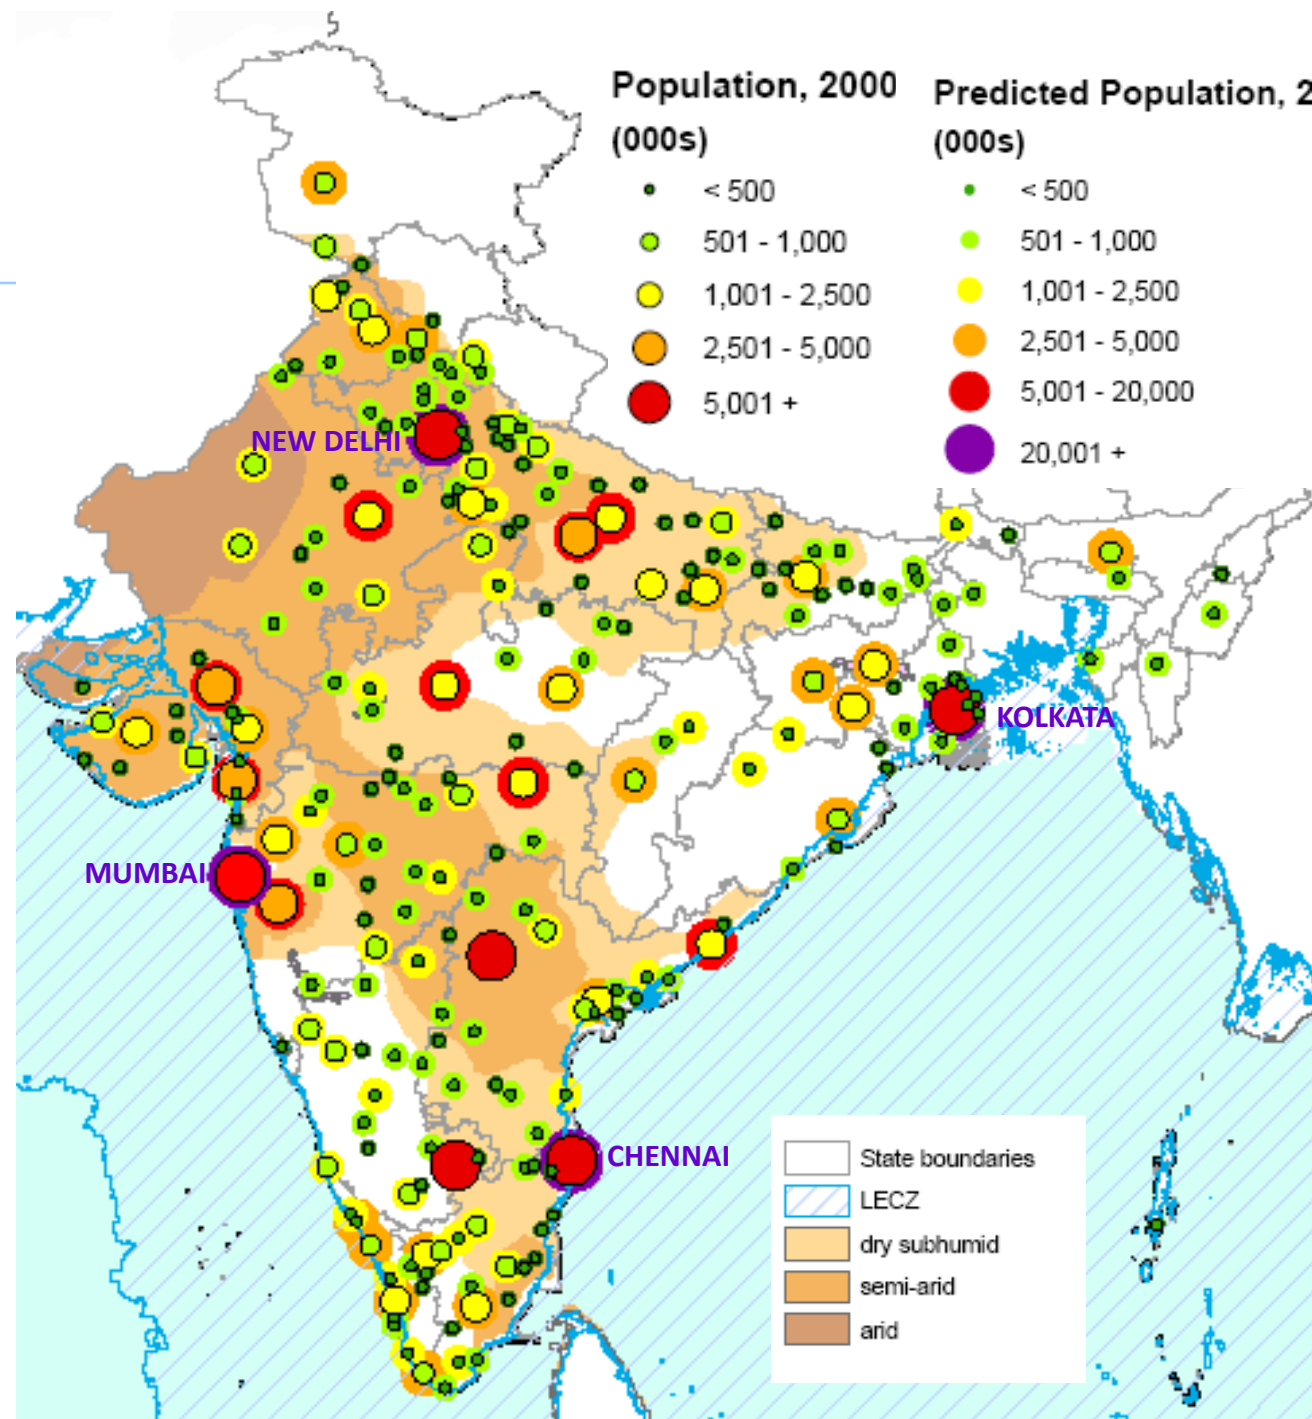 Population, 2000
(000s)
< 500
501 - 1,000
1,001 - 2,500
2,501 - 5,000
5,001 +
Predicted Population, 2
(000s)
< 500
501 - 1,000
1,001 - 2,500
2,501 - 5,000
5,001 - 20,000
20,001 +
NEW DELHI
KOLKATA
MUMBAI
CHENNAI
State boundaries
LECZ
dry subhumid
semi-arid
arid